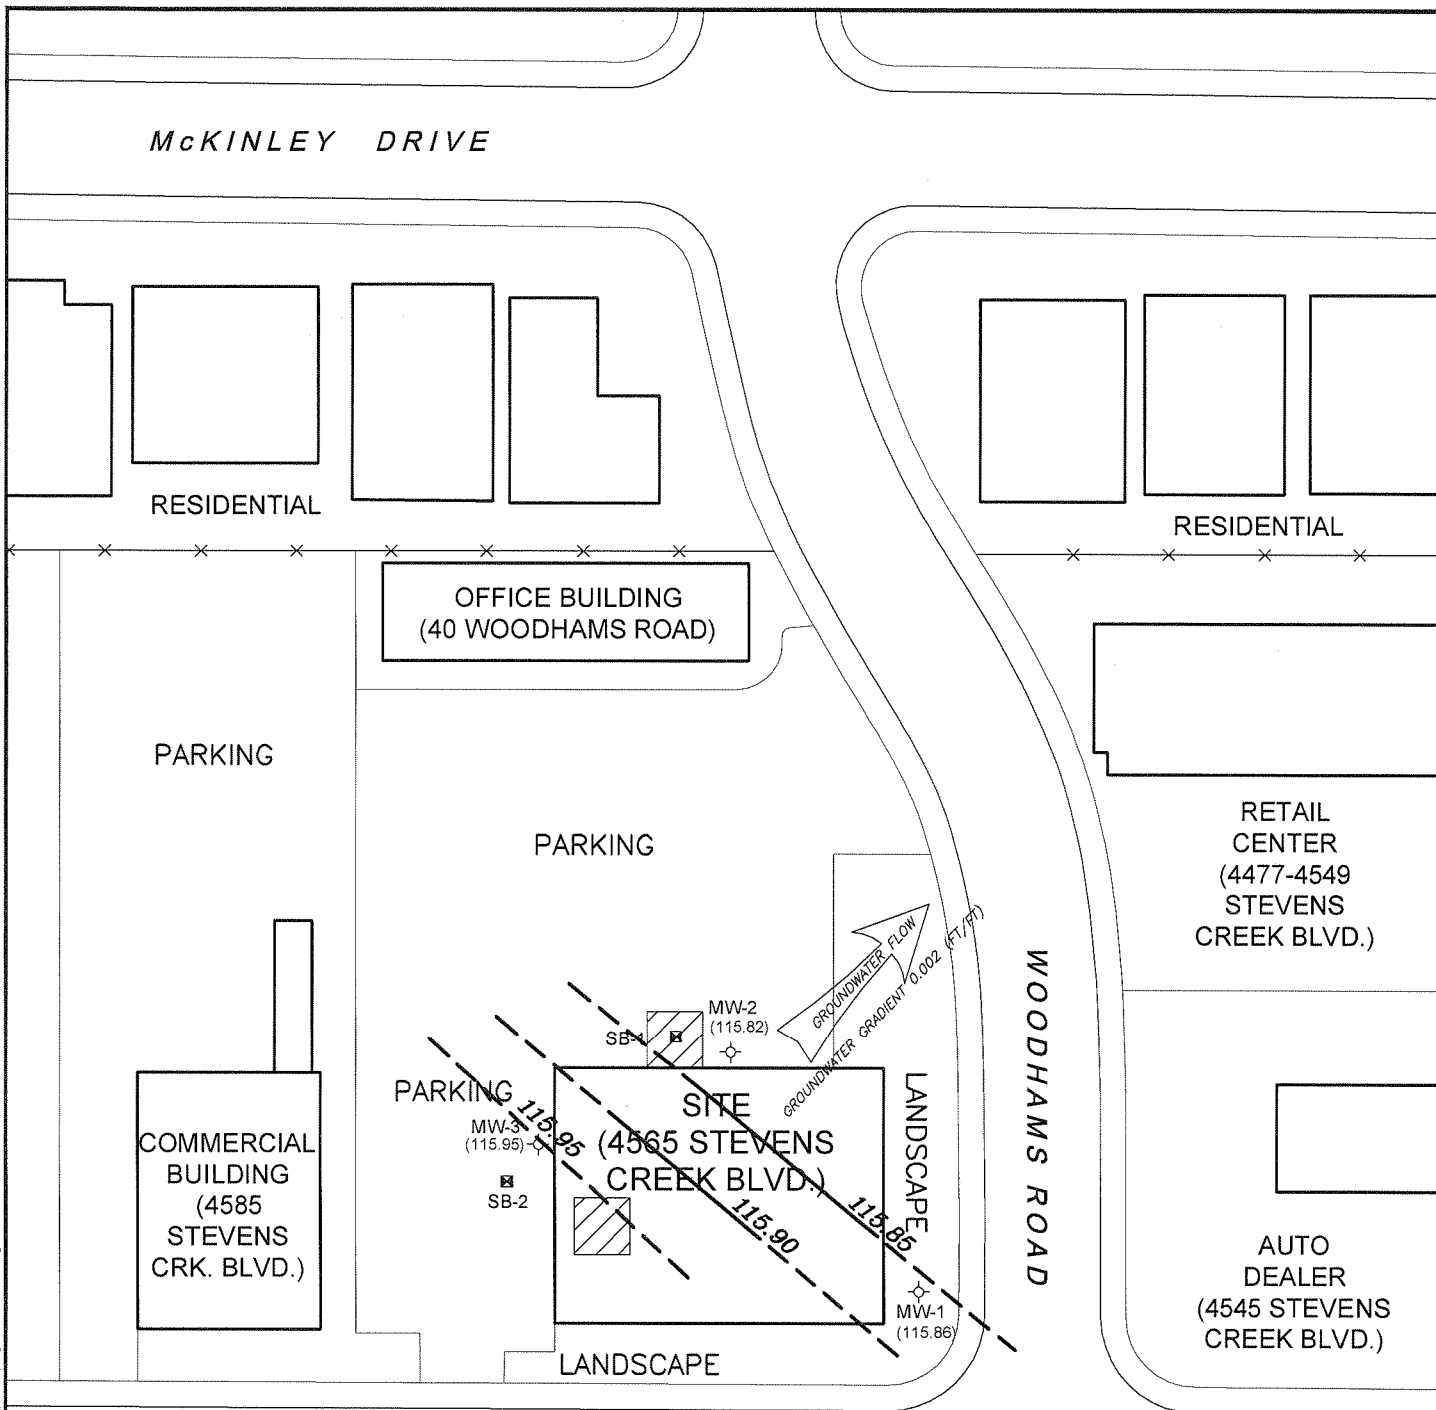 McKINLEY DRIVE
RESIDENTIAL
RESIDENTIAL
OFFICE BUILDING
(40 WOODHAMS ROAD)
PARKING
PARKING
RETAIL
CENTER
(4477-4549
STEVENS
CREEK BLVD.)
GROUNDWATER FLOW
GROUNDWATER GRADIENT 0.002 (FT/FT)
WOODHAMS ROAD
MW-2
(115.82)
SB-1
PARKING
LANDSCAPE
SITE
(4565 STEVENS
CREEK BLVD.)
MW-3
(115.95)
115.95
SB-2
COMMERCIAL
BUILDING
(4585
STEVENS
CRK. BLVD.)
115.90
115.85
AUTO
DEALER
(4545 STEVENS
CREEK BLVD.)
MW-1
(115.86)
LANDSCAPE